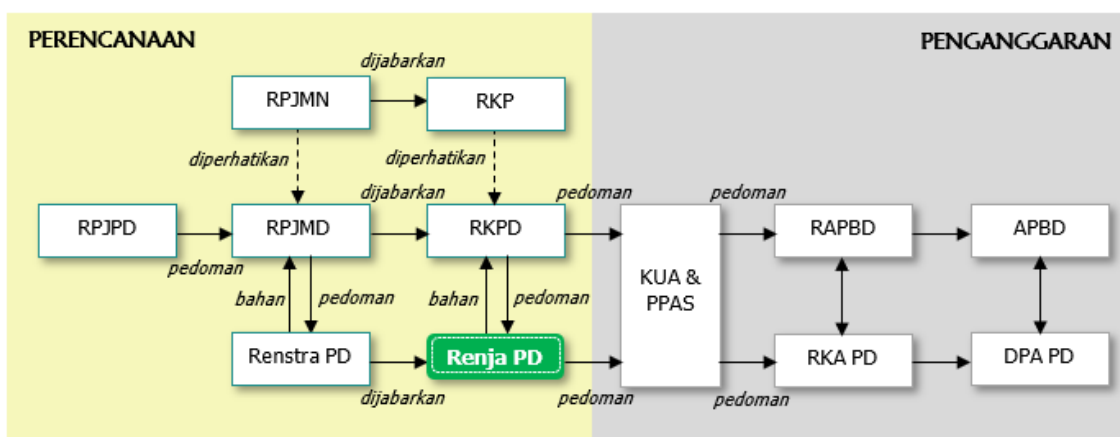 PERENCANAAN
PENGANGGARAN
dijabarkan
RPJMN
RKP
diperhatikan
diperhatikan
dijabarkan
pedoman
pedoman
RPJPD
RPJMD
RKPD
RAPBD
APBD
pedoman
KUA &
PPAS
bahan
pedoman
bahan
pedoman
Renstra PD
Renja PD
RKA PD
DPA PD
dijabarkan
pedoman
pedoman